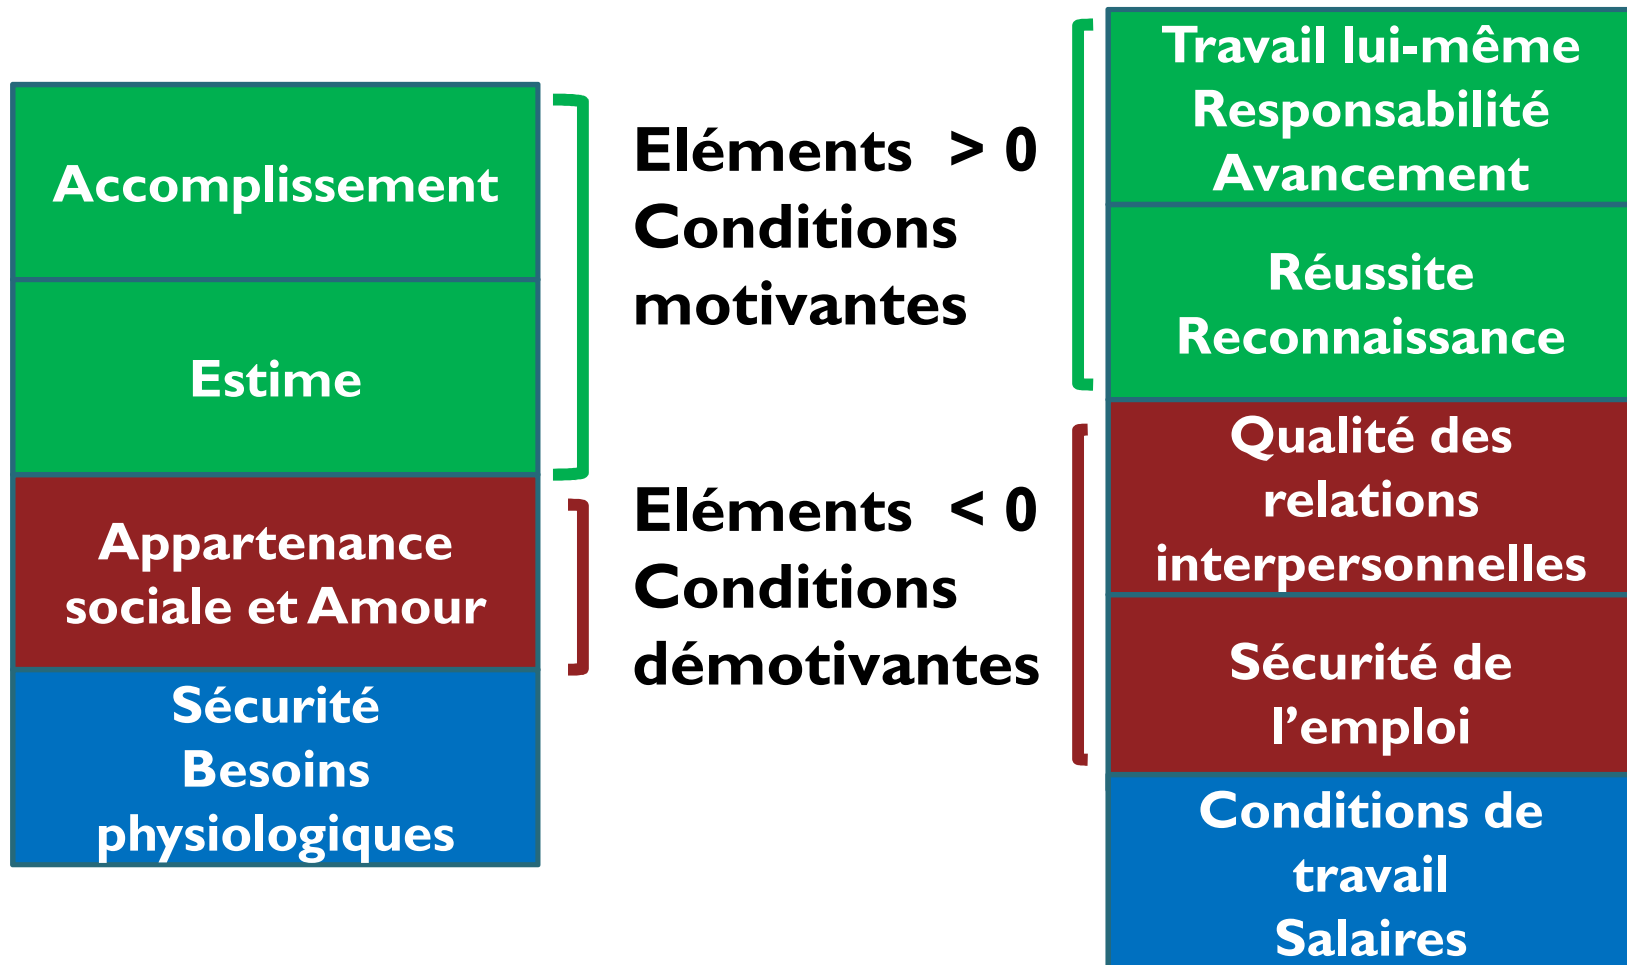 Accomplissement
Estime
Appartenance
sociale et Amour
Sécurité
Besoins
physiologiques
Eléments > 0
Conditions
motivantes
Eléments < 0
Conditions
démotivantes
Travail lui-même
Responsabilité
Avancement
Réussite
Reconnaissance
Qualité des
relations
interpersonnelles
Sécurité de
l’emploi
Conditions de
travail
Salaires